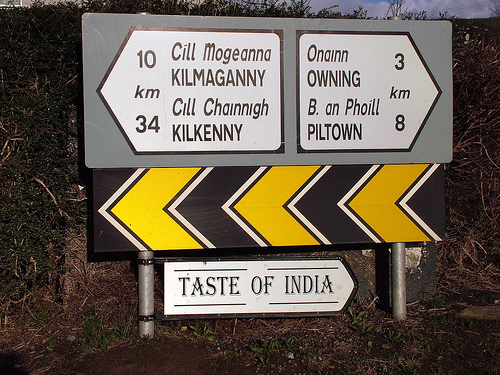 10 Cill Mogeanna
KILMAGANNY
km
34 Cill Chainnigh
KILKENNY
Onainn 3
OWNING
km
B. an Phoill
PILTOWN 8
TASTE OF INDIA